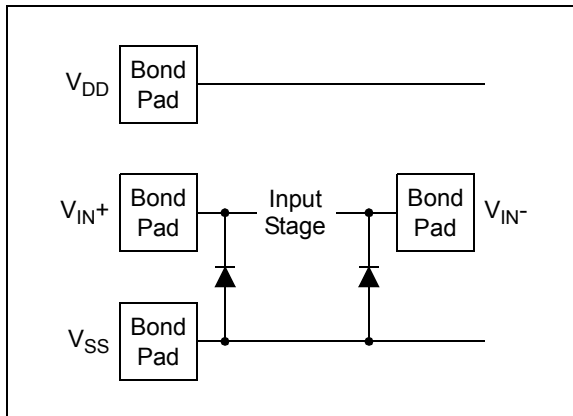 V_DD Bond Pad
V_IN+ Bond Pad
Input Stage
Bond Pad V_IN-
V_SS Bond Pad